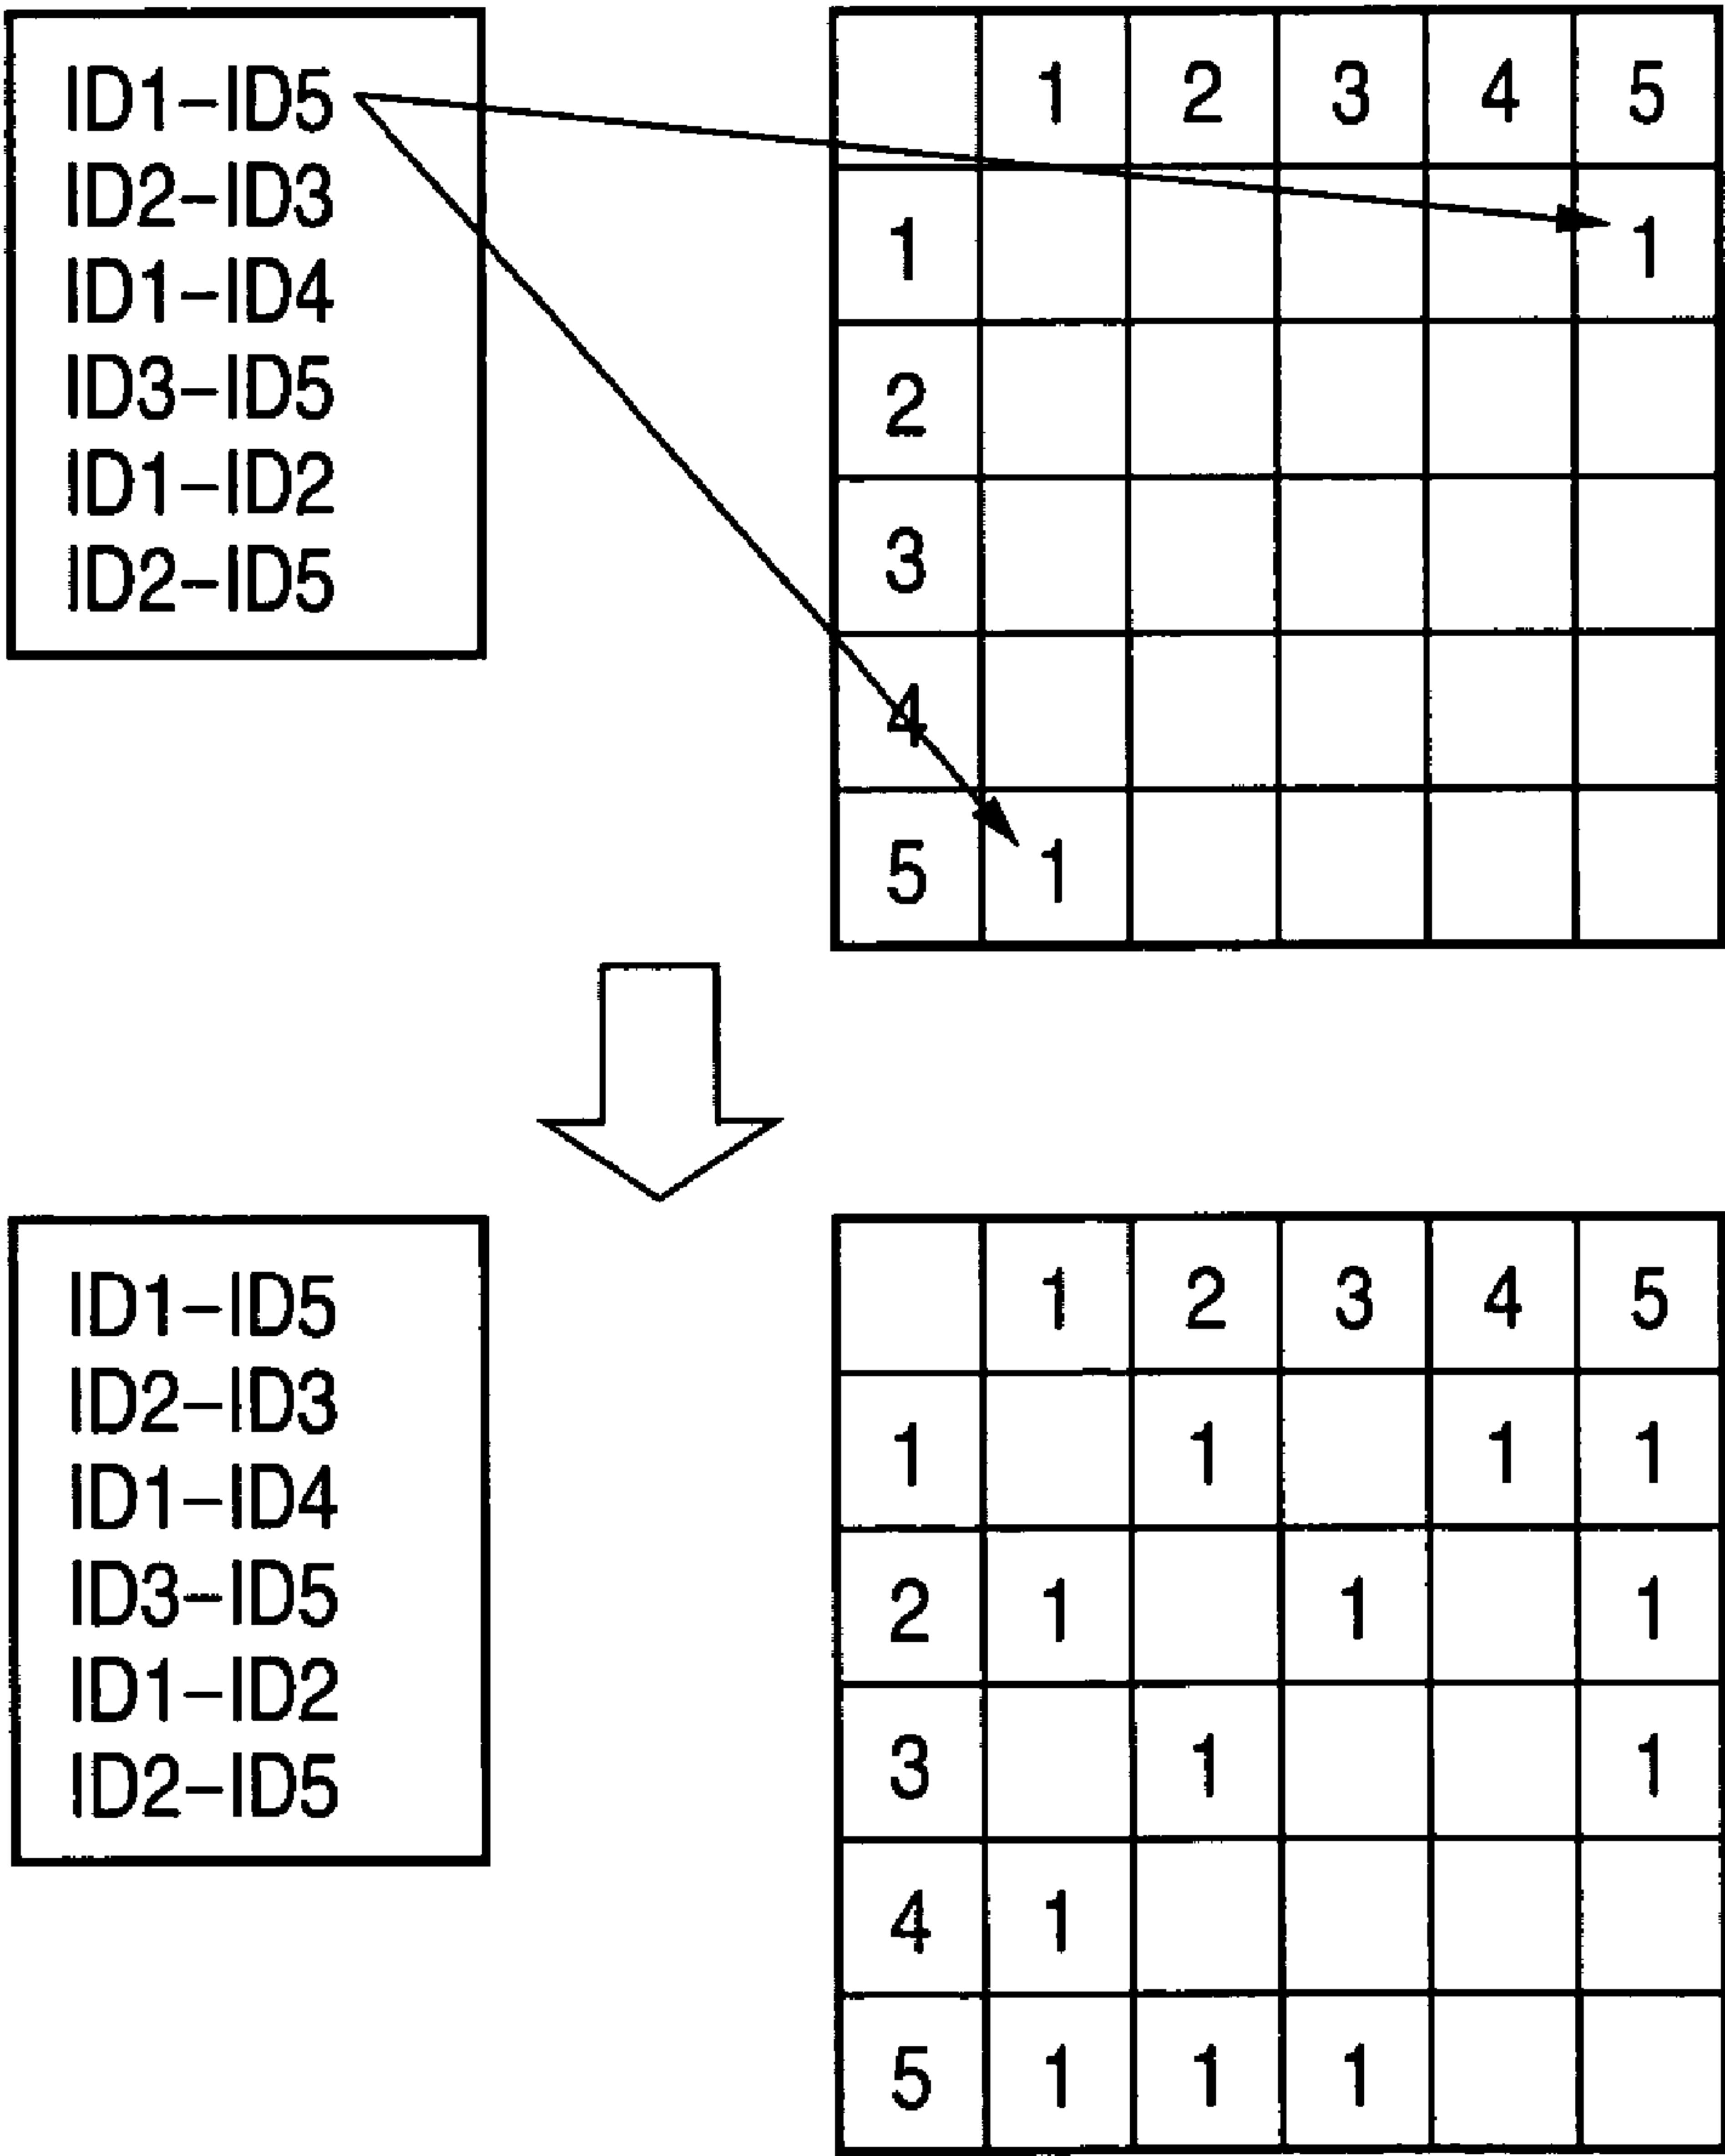 ID1–ID5
ID2–ID3
ID1–ID4
ID3–ID5
ID1–ID2
ID2–ID5
1 2 3 4 5
1 1
2
3
4
5 1
ID1–ID5
ID2–ID3
ID1–ID4
ID3–ID5
ID1–ID2
ID2–ID5
1 2 3 4 5
1 1 1 1
2 1 1 1
3 1 1
4 1
5 1 1 1